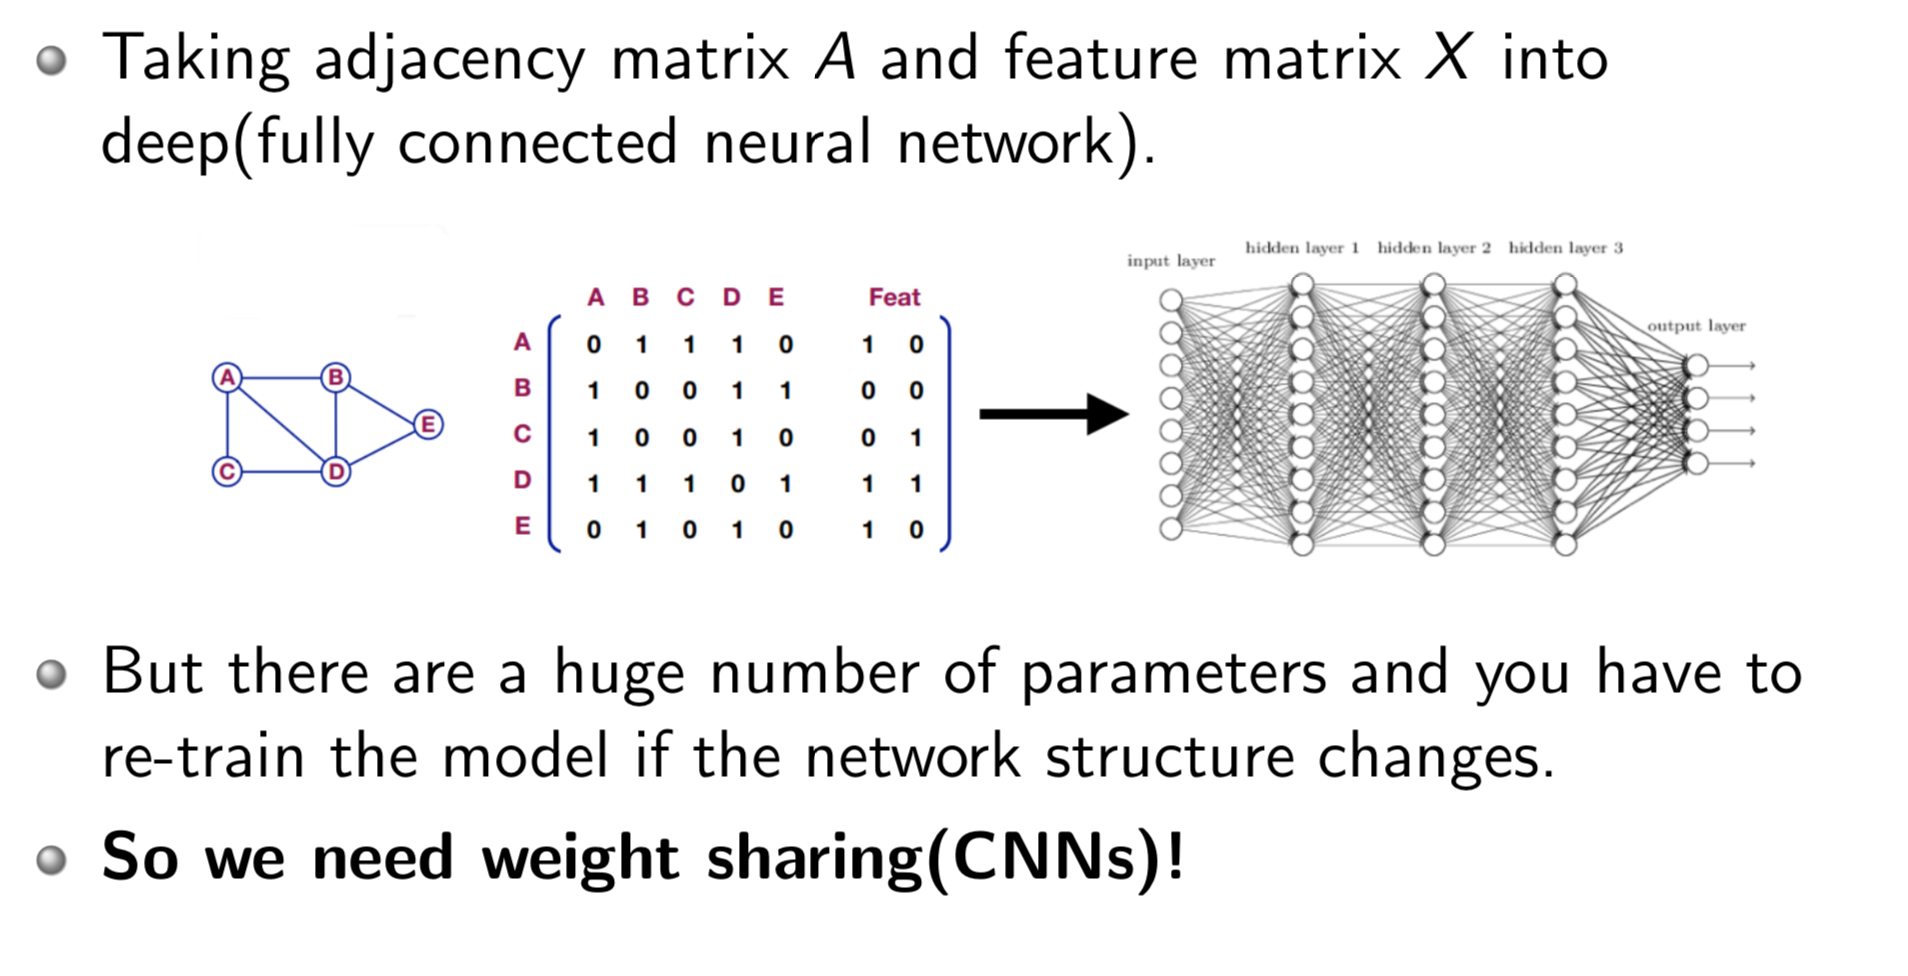 Taking adjacency matrix A and feature matrix X into
deep(fully connected neural network).
A B C D E Feat
A 0 1 1 1 0 1 0
B 1 0 0 1 1 0 0
C 1 0 0 1 0 0 1
D 1 1 1 0 1 1 1
E 0 1 0 1 0 1 0
A B
E
C D
input layer hidden layer 1 hidden layer 2 hidden layer 3
output layer
But there are a huge number of parameters and you have to
re-train the model if the network structure changes.
So we need weight sharing(CNNs)!